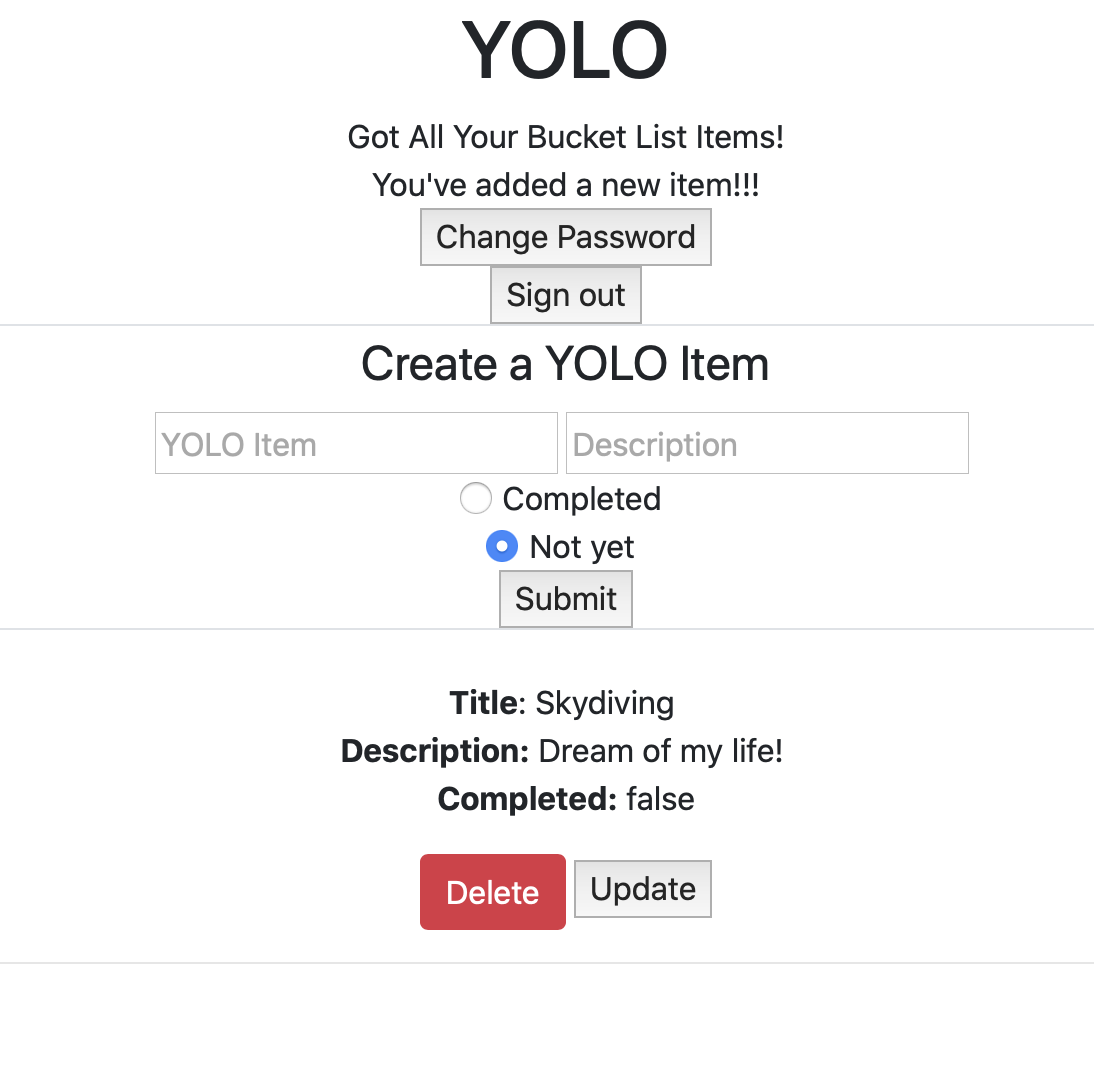 YOLO
Got All Your Bucket List Items!
You've added a new item!!!
Change Password
Sign out
Create a YOLO Item
YOLO Item Description
Completed
Not yet
Submit
Title: Skydiving
Description: Dream of my life!
Completed: false
Delete Update